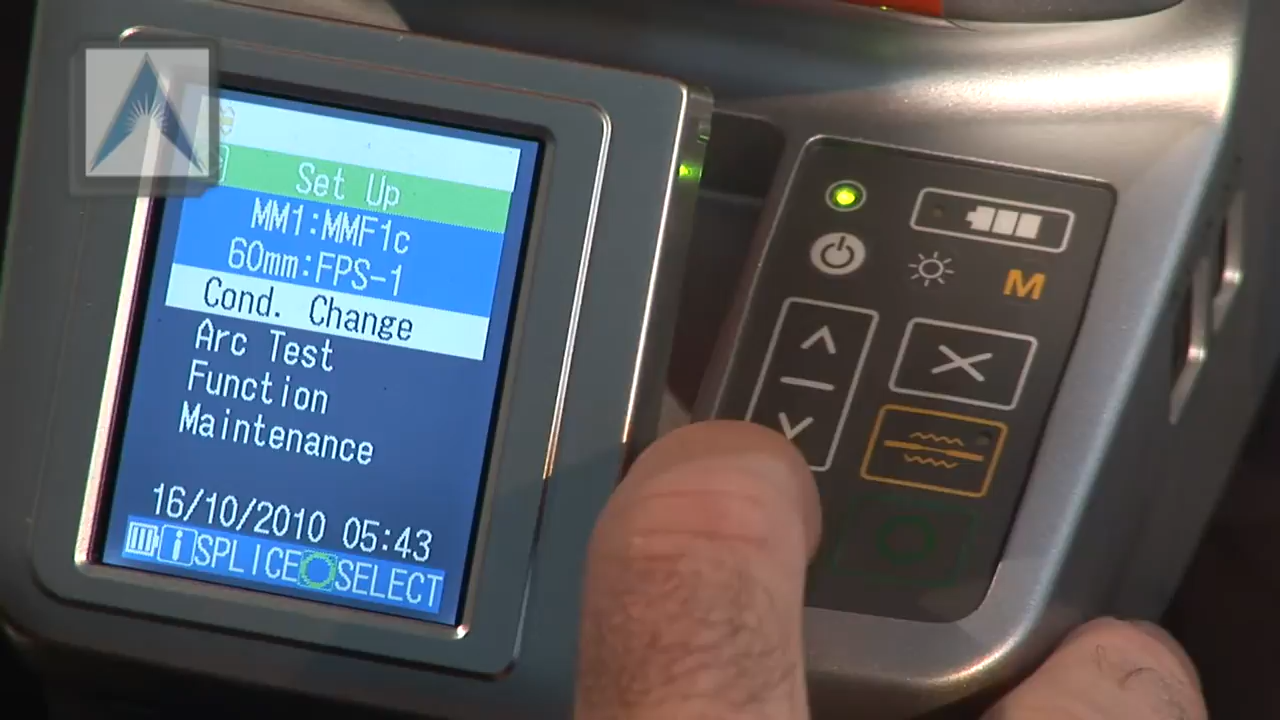 Set Up
MM1:MMF1c
60mm:FPS-1
Cond. Change
Arc Test
Function
Maintenance
16/10/2010 05:43
i SPLICE SELECT
M